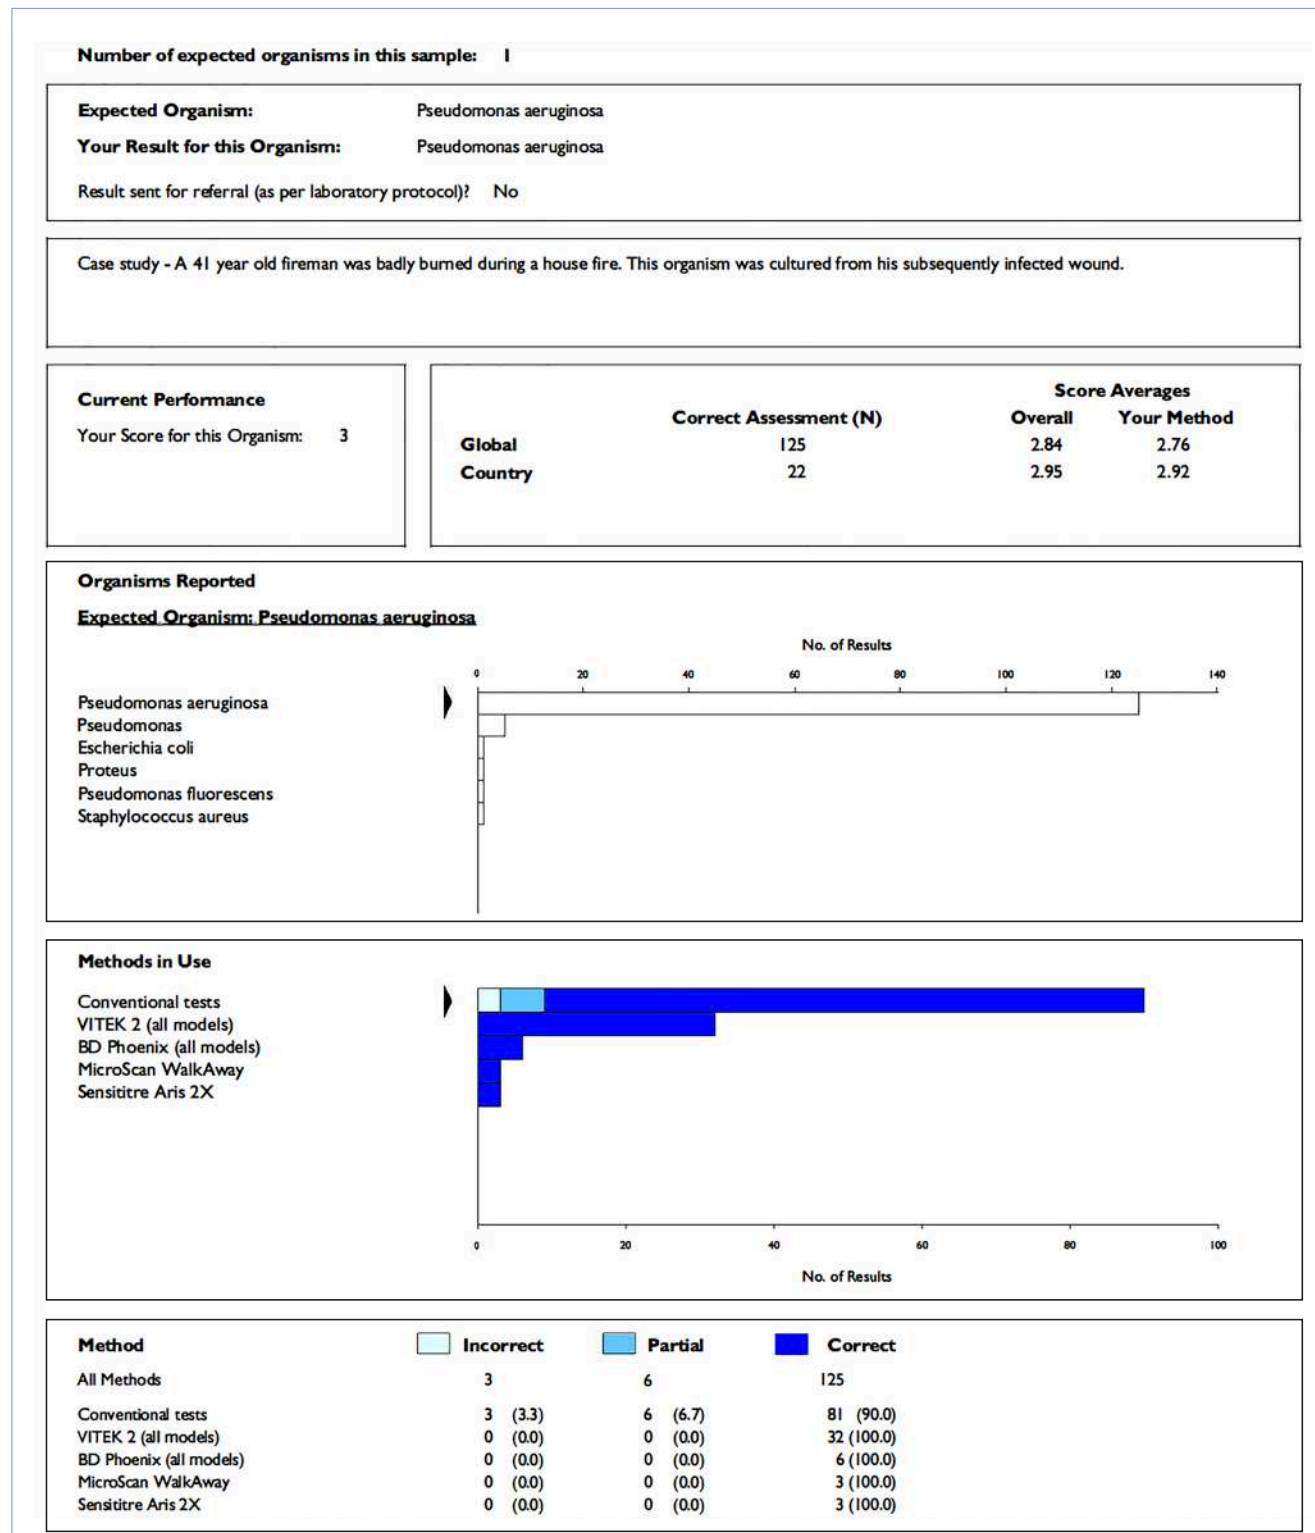 Number of expected organisms in this sample: 1
Expected Organism: Pseudomonas aeruginosa
Your Result for this Organism: Pseudomonas aeruginosa
Result sent for referral (as per laboratory protocol)? No
Case study - A 41 year old fireman was badly burned during a house fire. This organism was cultured from his subsequently infected wound.
Current Performance
Your Score for this Organism: 3
Score Averages
Correct Assessment (N) Overall Your Method
Global 125 2.84 2.76
Country 22 2.95 2.92
Organisms Reported
Expected Organism: Pseudomonas aeruginosa
No. of Results
0 20 40 60 80 100 120 140
Pseudomonas aeruginosa
Pseudomonas
Escherichia coli
Proteus
Pseudomonas fluorescens
Staphylococcus aureus
Methods in Use
Conventional tests
VITEK 2 (all models)
BD Phoenix (all models)
MicroScan WalkAway
Sensititre Aris 2X
0 20 40 60 80 100
No. of Results
Method Incorrect Partial Correct
All Methods 3 6 125
Conventional tests 3 (3.3) 6 (6.7) 81 (90.0)
VITEK 2 (all models) 0 (0.0) 0 (0.0) 32 (100.0)
BD Phoenix (all models) 0 (0.0) 0 (0.0) 6 (100.0)
MicroScan WalkAway 0 (0.0) 0 (0.0) 3 (100.0)
Sensititre Aris 2X 0 (0.0) 0 (0.0) 3 (100.0)